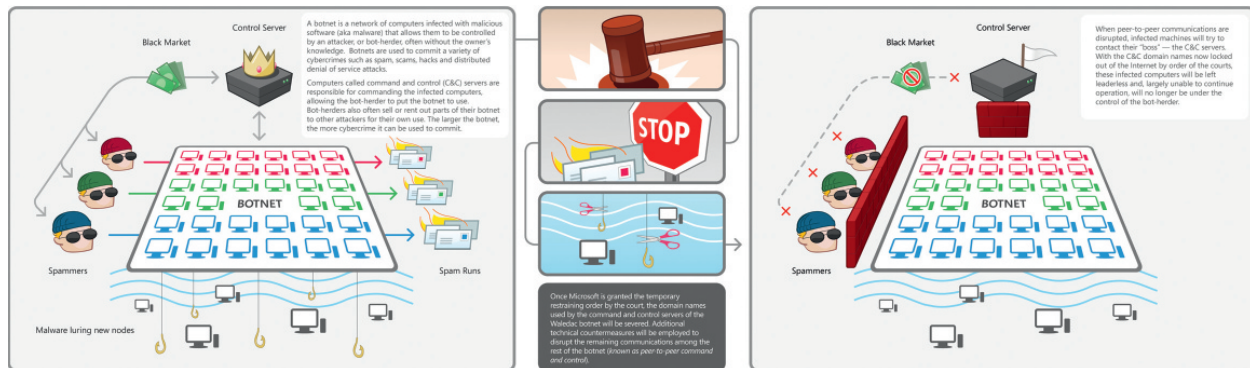 Control Server
Black Market
A botnet is a network of computers infected with malicious
software (aka malware) that allows them to be controlled
by an attacker, or bot-herder, often without the owner's
knowledge. Botnets are used to commit a variety of
cybercrimes such as spam, scams, hacks and distributed
denial of service attacks.
Computers called command and control (C&C) servers are
responsible for commanding the infected computers,
allowing the bot-herder to put the botnet to use.
Bot-herders also often sell or rent out parts of their botnet
to other attackers for their own use. The larger the botnet,
the more cybercrime it can be used to commit.
BOTNET
Spammers
Spam Runs
Malware luring new nodes
STOP
Once Microsoft is granted the temporary
restraining order by the court, the domain names
used by the command and control servers of the
Waledac botnet will be severed. Additional
technical countermeasures will be employed to
disrupt the remaining communications among the
rest of the botnet (known as peer-to-peer command
and control).
Control Server
Black Market
When peer-to-peer communications are
disrupted, infected machines will try to
contact their "boss" — the C&C servers.
With the C&C domain names now locked
out of the Internet by order of the courts,
these infected computers will be left
leaderless and, largely unable to continue
operation, will no longer be under the
control of the bot-herder.
BOTNET
Spammers